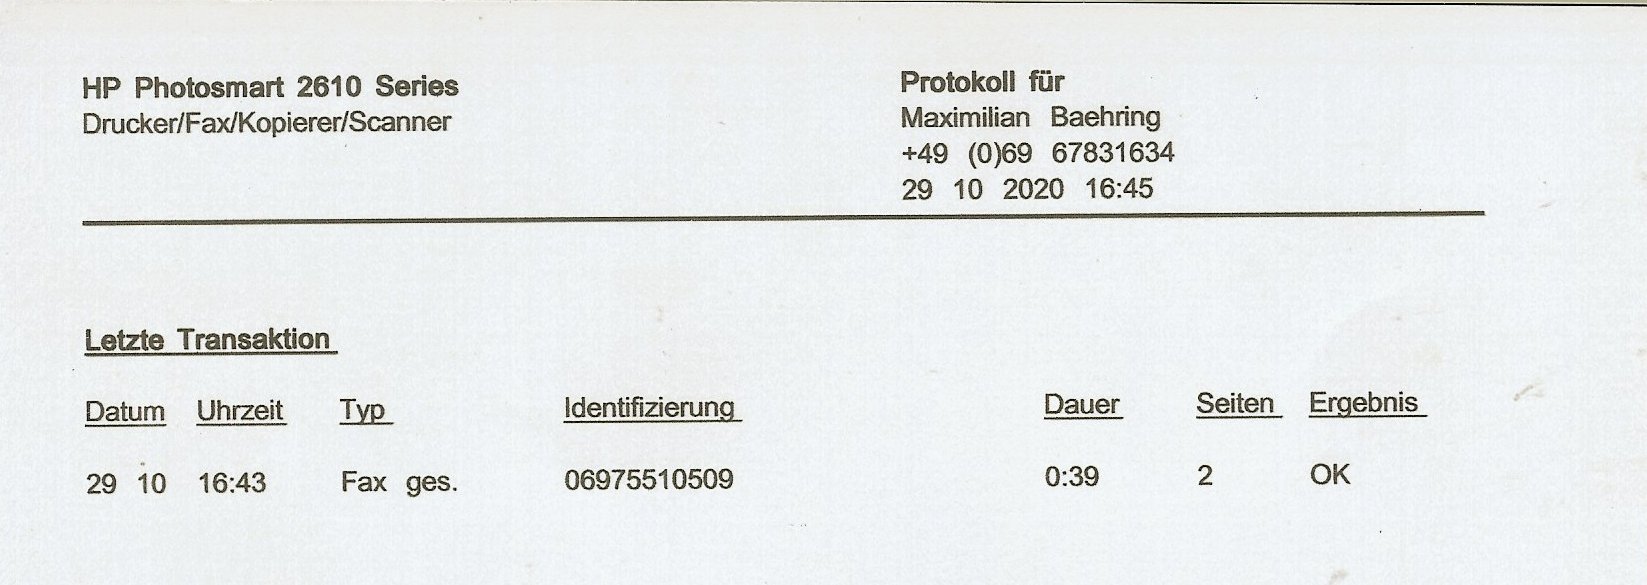 HP Photosmart 2610 Series
Drucker/Fax/Kopierer/Scanner
Protokoll für
Maximilian Baehring
+49 (0)69 67831634
29 10 2020 16:45
Letzte Transaktion
Datum Uhrzeit Typ Identifizierung Dauer Seiten Ergebnis
29 10 16:43 Fax ges. 06975510509 0:39 2 OK